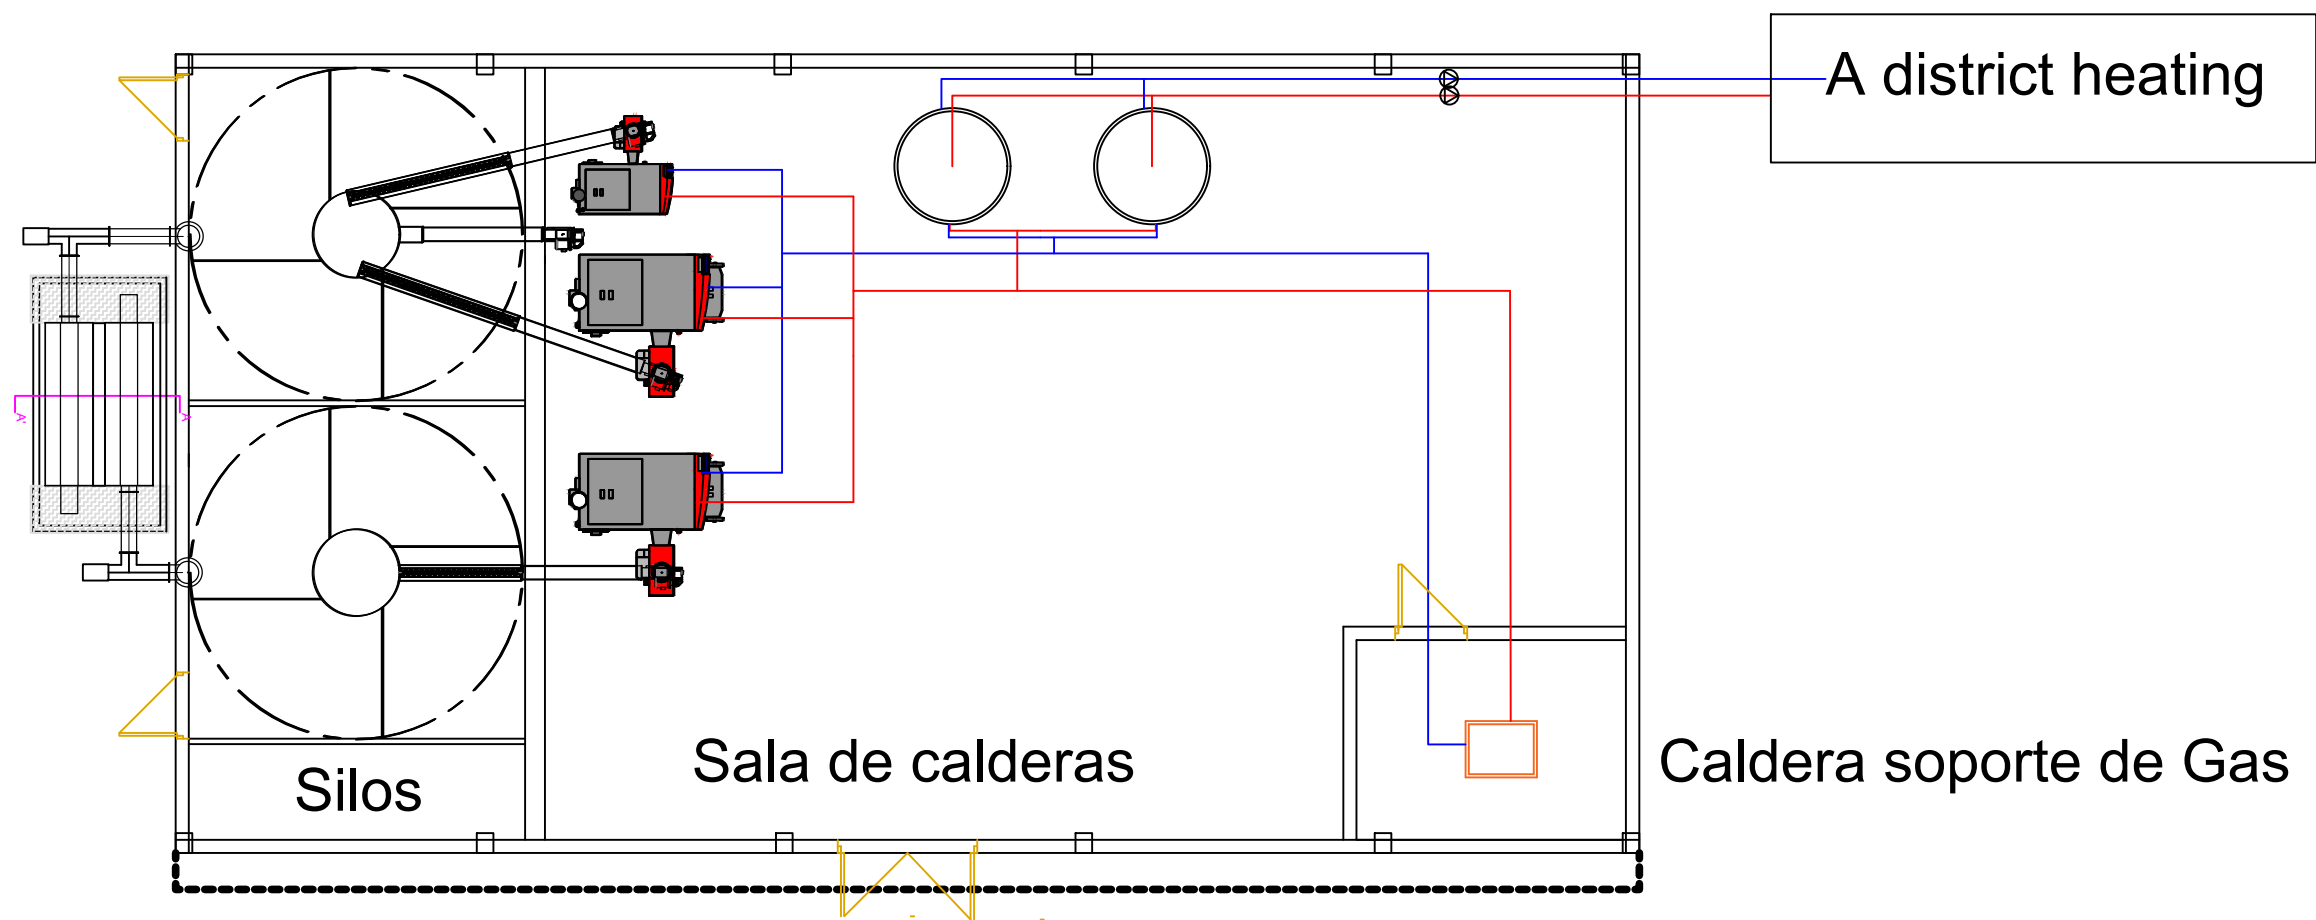 A district heating
A'
A
Sala de calderas
Caldera soporte de Gas
Silos